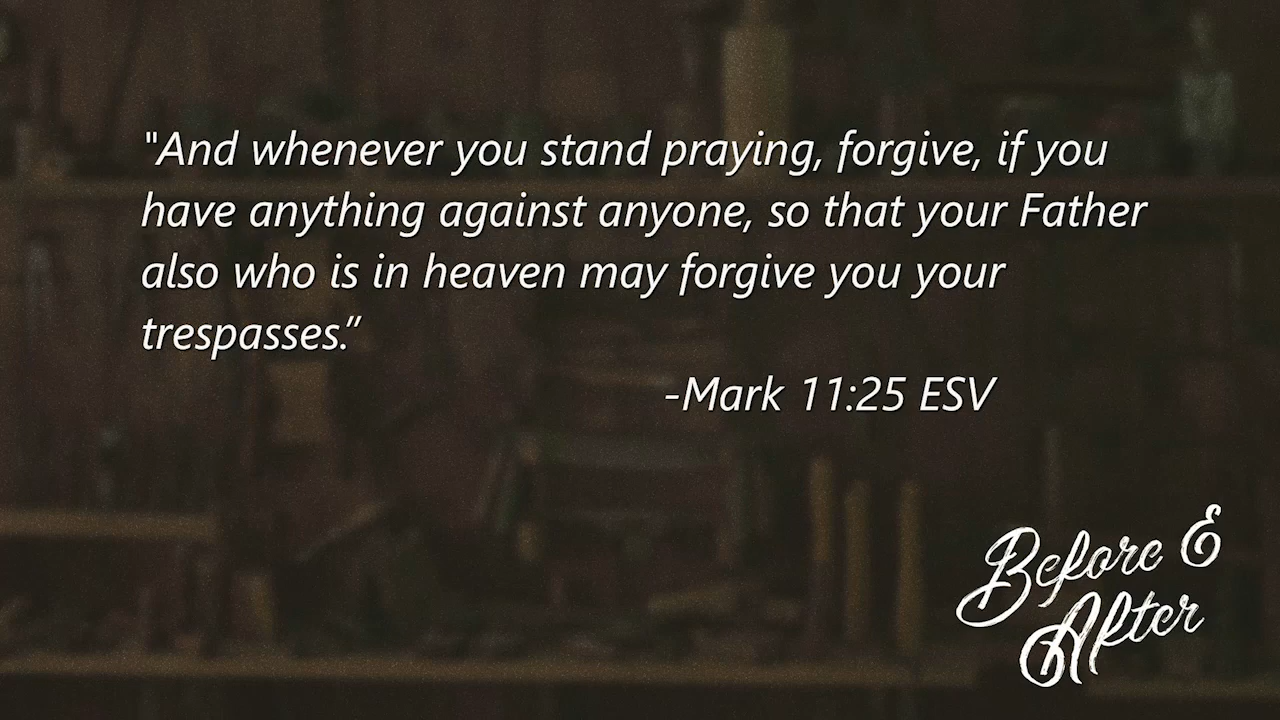 "And whenever you stand praying, forgive, if you
have anything against anyone, so that your Father
also who is in heaven may forgive you your
trespasses.”
-Mark 11:25 ESV
Before &
After